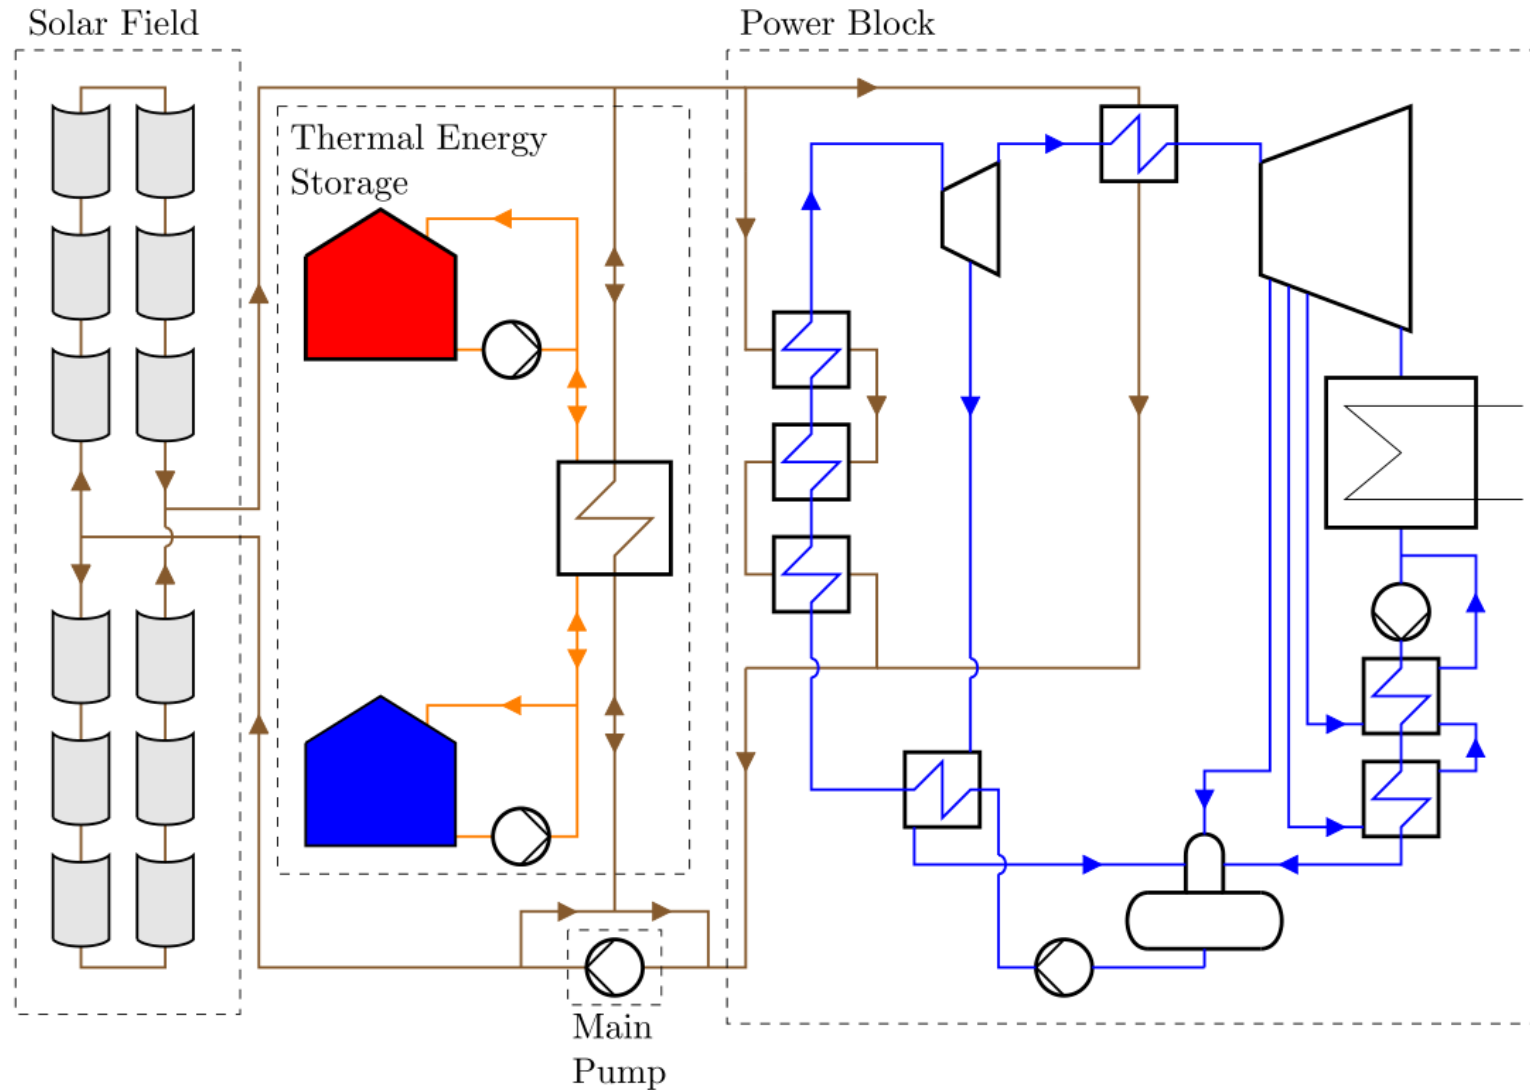 Solar Field
Power Block
Thermal Energy
Storage
Main
Pump